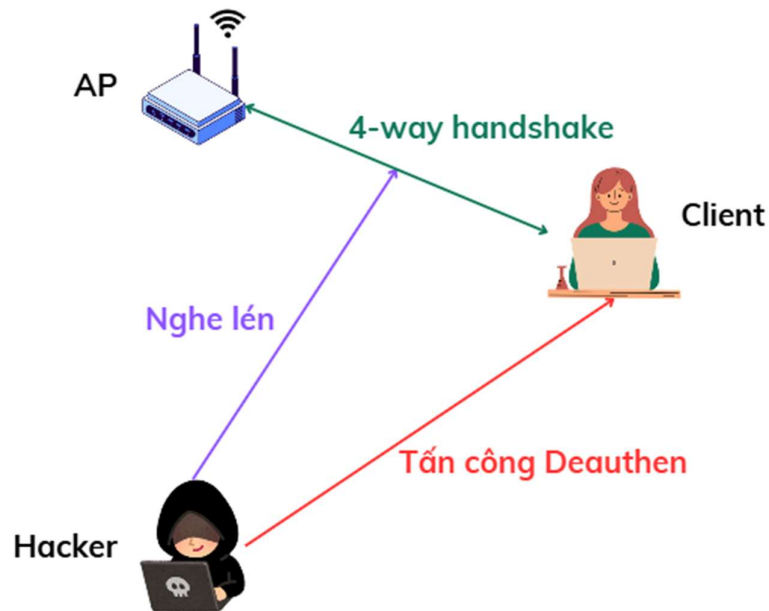 AP
4-way handshake
Client
Nghe lén
Tấn công Deauthen
Hacker